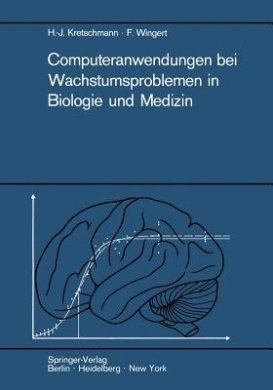 H.-J. Kretschmann · F. Wingert
Computeranwendungen bei
Wachstumsproblemen in
Biologie und Medizin
Springer-Verlag
Berlin · Heidelberg · New York